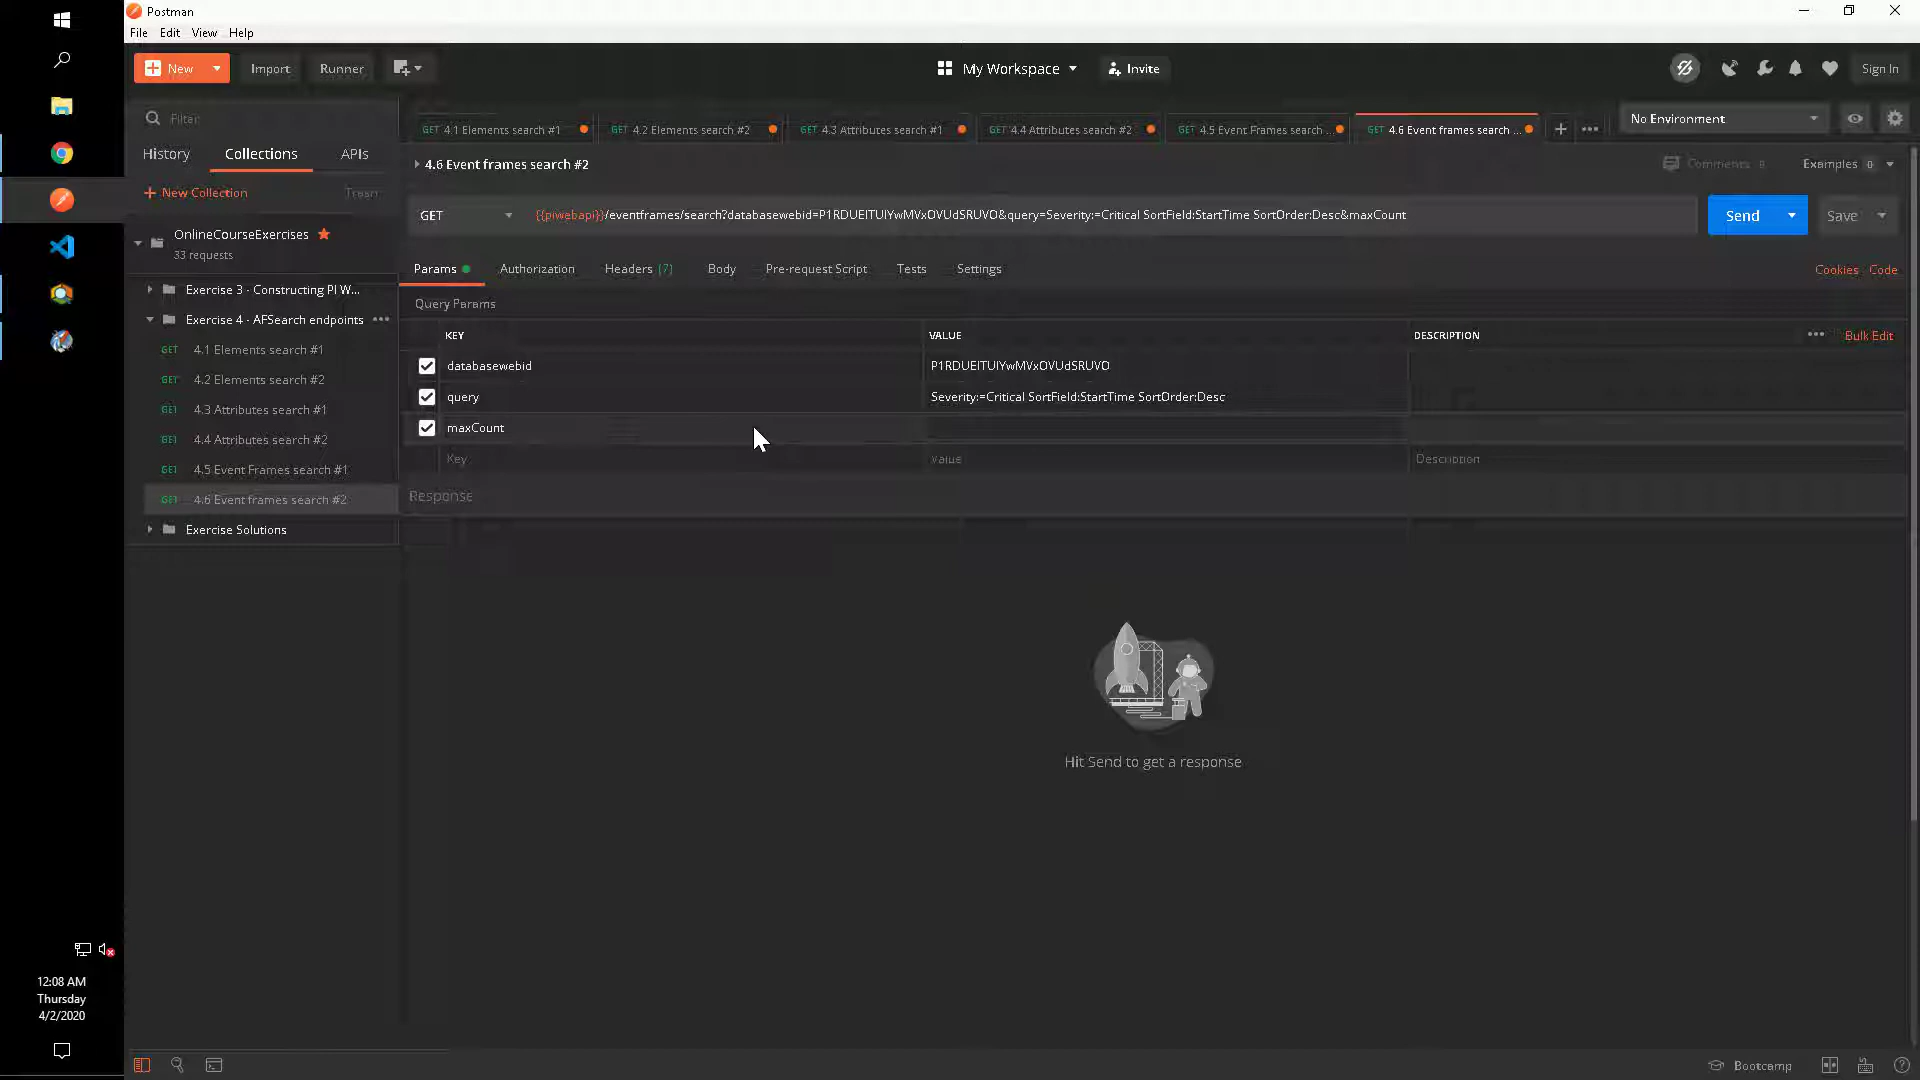 Postman
File Edit View Help
New
Import
Runner
My Workspace
Invite
Sign In
Filter
History
Collections
APIs
New Collection
Trash
OnlineCourseExercises
33 requests
Exercise 3 - Constructing PI W...
Exercise 4 - AFSearch endpoints
GET 4.1 Elements search #1
GET 4.2 Elements search #2
GET 4.3 Attributes search #1
GET 4.4 Attributes search #2
GET 4.5 Event Frames search #1
GET 4.6 Event frames search #2
Exercise Solutions
GET 4.1 Elements search #1
GET 4.2 Elements search #2
GET 4.3 Attributes search #1
GET 4.4 Attributes search #2
GET 4.5 Event Frames search ...
GET 4.6 Event frames search ...
No Environment
4.6 Event frames search #2
Comments 0
Examples 0
GET
{{piwebapi}}/eventframes/search?databasewebid=P1RDUEITUIYwMVxOVUdSRUVO&query=Severity:=Critical SortField:StartTime SortOrder:Desc&maxCount
Send
Save
Params
Authorization
Headers (7)
Body
Pre-request Script
Tests
Settings
Cookies Code
Query Params
KEY VALUE DESCRIPTION
Bulk Edit
databasewebid P1RDUEITUIYwMVxOVUdSRUVO
query Severity:=Critical SortField:StartTime SortOrder:Desc
maxCount
Key Value Description
Response
Hit Send to get a response
12:08 AM
Thursday
4/2/2020
Bootcamp